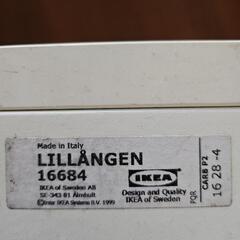 Made in Italy
LILLÅNGEN
16684
IKEA of Sweden AB
SE-343 81 Älmhult
©Inter IKEA Systems B.V. 1999
IKEA
Design and Quality
IKEA of Sweden
PQR
CARB P2
16 28 -4